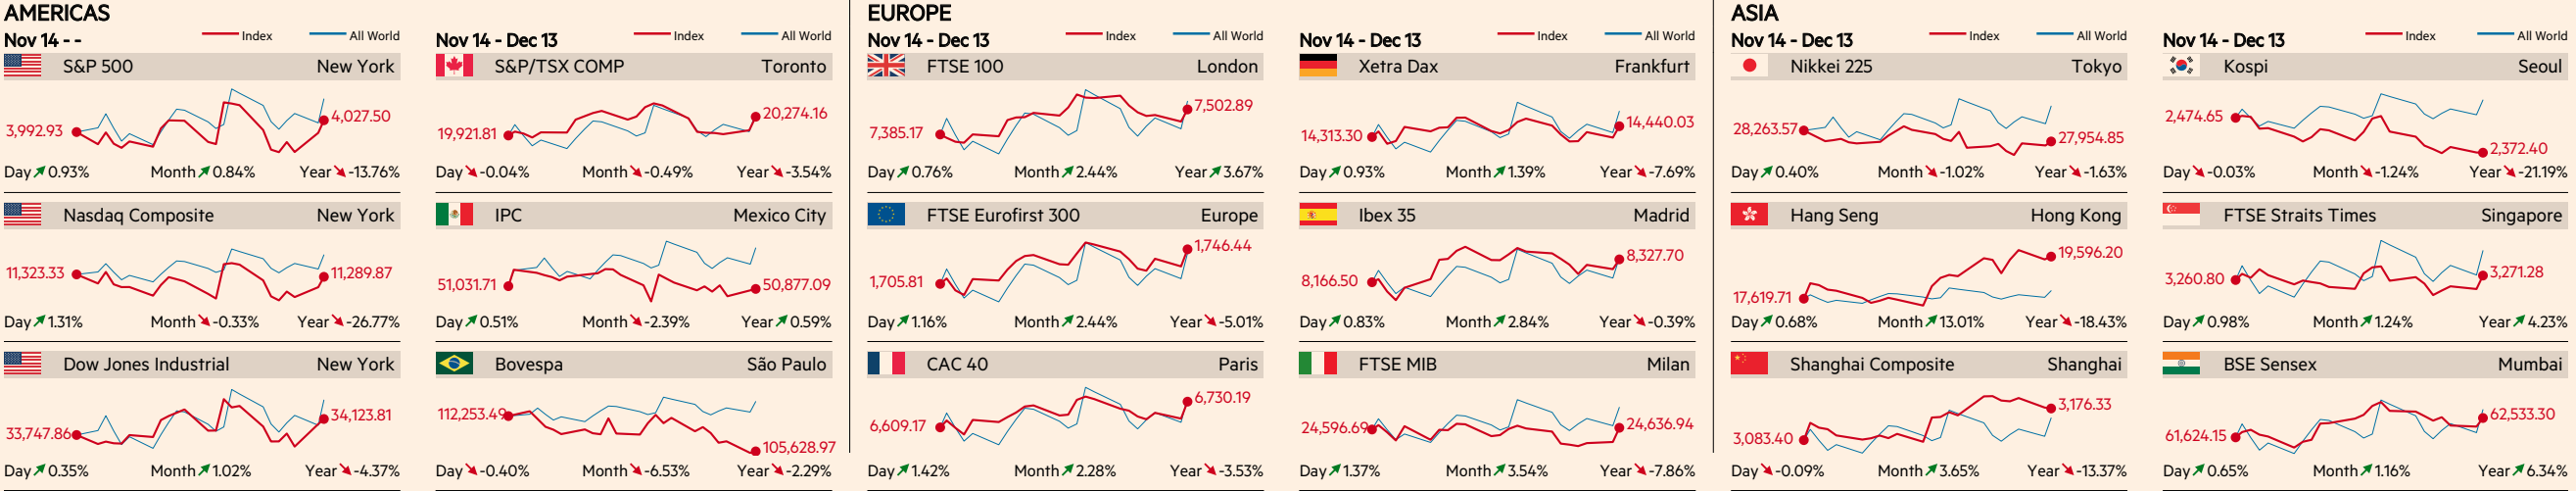 AMERICAS
Nov 14 - -
Index
All World
S&P 500
New York
3,992.93
4,027.50
Day 0.93%
Month 0.84%
Year -13.76%
Nasdaq Composite
New York
11,323.33
11,289.87
Day 1.31%
Month -0.33%
Year -26.77%
Dow Jones Industrial
New York
33,747.86
34,123.81
Day 0.35%
Month 1.02%
Year -4.37%
Nov 14 - Dec 13
Index
All World
S&P/TSX COMP
Toronto
19,921.81
20,274.16
Day -0.04%
Month -0.49%
Year -3.54%
IPC
Mexico City
51,031.71
50,877.09
Day 0.51%
Month -2.39%
Year 0.59%
Bovespa
São Paulo
112,253.49
105,628.97
Day -0.40%
Month -6.53%
Year -2.29%
EUROPE
Nov 14 - Dec 13
Index
All World
FTSE 100
London
7,385.17
7,502.89
Day 0.76%
Month 2.44%
Year 3.67%
FTSE Eurofirst 300
Europe
1,705.81
1,746.44
Day 1.16%
Month 2.44%
Year -5.01%
CAC 40
Paris
6,609.17
6,730.19
Day 1.42%
Month 2.28%
Year -3.53%
Nov 14 - Dec 13
Index
All World
Xetra Dax
Frankfurt
14,313.30
14,440.03
Day 0.93%
Month 1.39%
Year -7.69%
Ibex 35
Madrid
8,166.50
8,327.70
Day 0.83%
Month 2.84%
Year -0.39%
FTSE MIB
Milan
24,596.69
24,636.94
Day 1.37%
Month 3.54%
Year -7.86%
ASIA
Nov 14 - Dec 13
Index
All World
Nikkei 225
Tokyo
28,263.57
27,954.85
Day 0.40%
Month -1.02%
Year -1.63%
Hang Seng
Hong Kong
17,619.71
19,596.20
Day 0.68%
Month 13.01%
Year -18.43%
Shanghai Composite
Shanghai
3,083.40
3,176.33
Day -0.09%
Month 3.65%
Year -13.37%
Nov 14 - Dec 13
Index
All World
Kospi
Seoul
2,474.65
2,372.40
Day -0.03%
Month -1.24%
Year -21.19%
FTSE Straits Times
Singapore
3,260.80
3,271.28
Day 0.98%
Month 1.24%
Year 4.23%
BSE Sensex
Mumbai
61,624.15
62,533.30
Day 0.65%
Month 1.16%
Year 6.34%